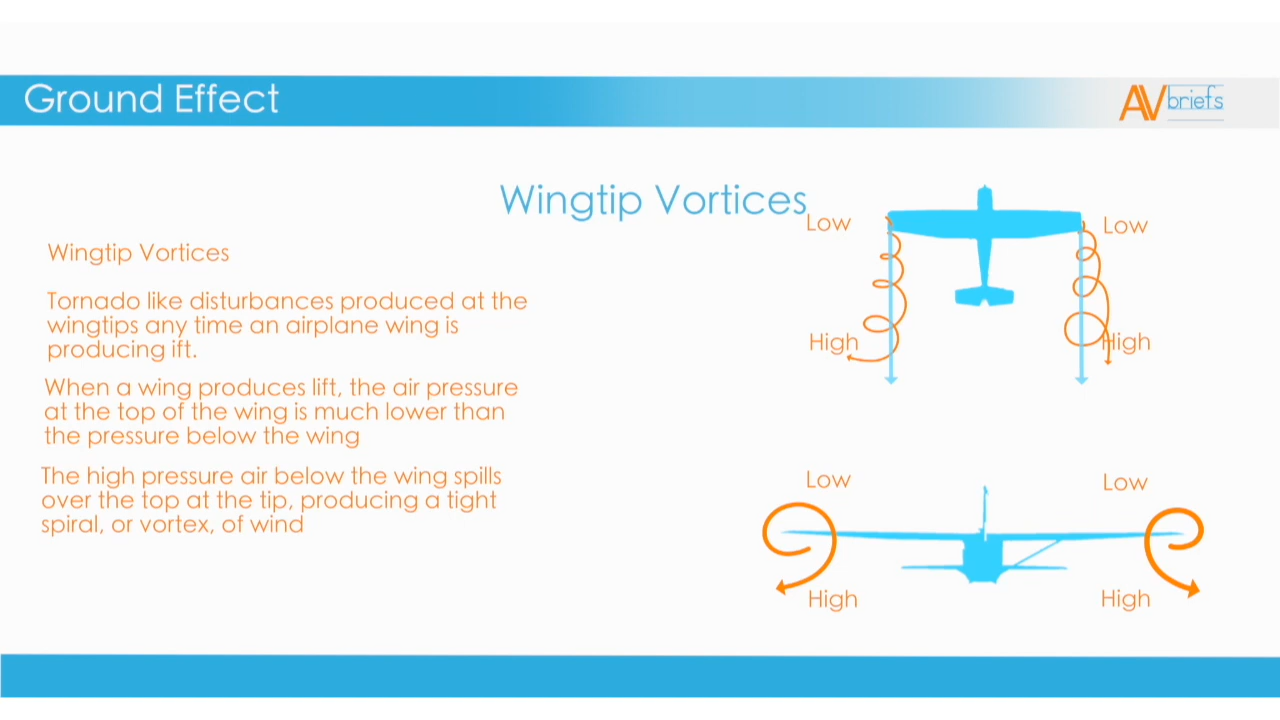 Ground Effect
AV briefs
Wingtip Vortices
Low
Low
Wingtip Vortices
Tornado like disturbances produced at the
wingtips any time an airplane wing is
producing ift.
High
High
When a wing produces lift, the air pressure
at the top of the wing is much lower than
the pressure below the wing
The high pressure air below the wing spills
over the top at the tip, producing a tight
spiral, or vortex, of wind
Low
Low
High
High